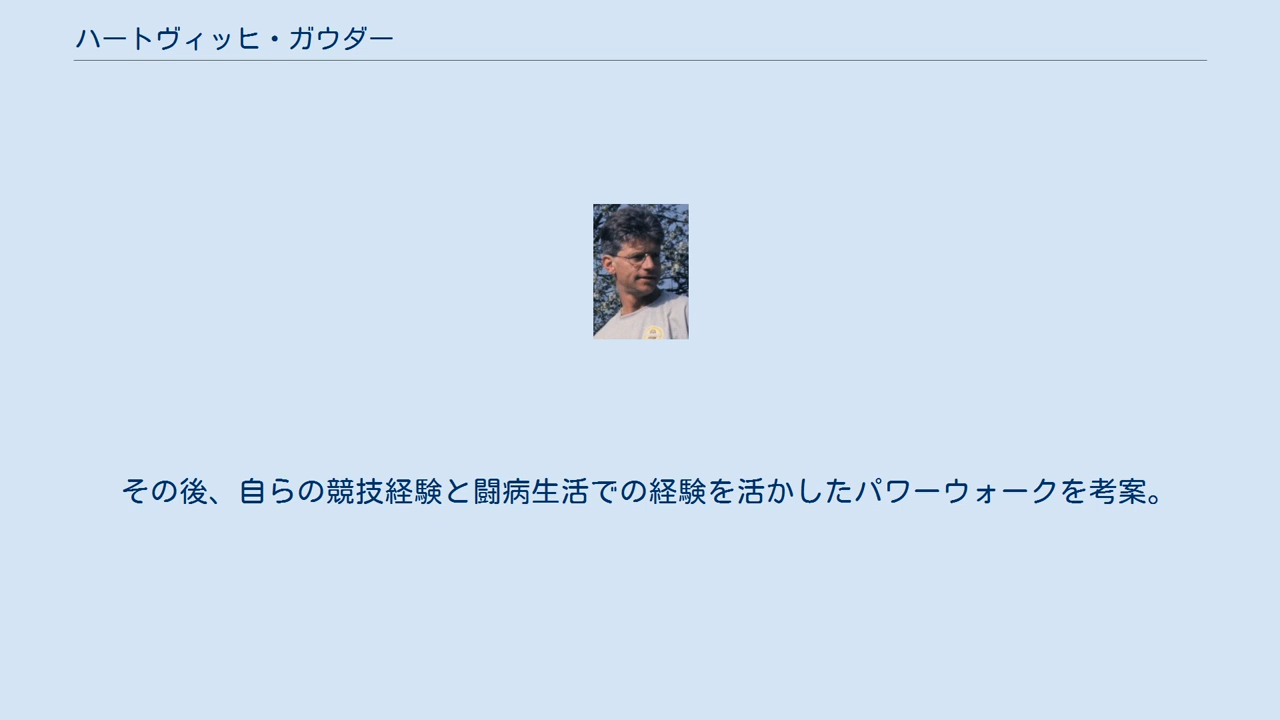 ハートヴィッヒ・ガウダー
その後、自らの競技経験と闘病生活での経験を活かしたパワーウォークを考案。